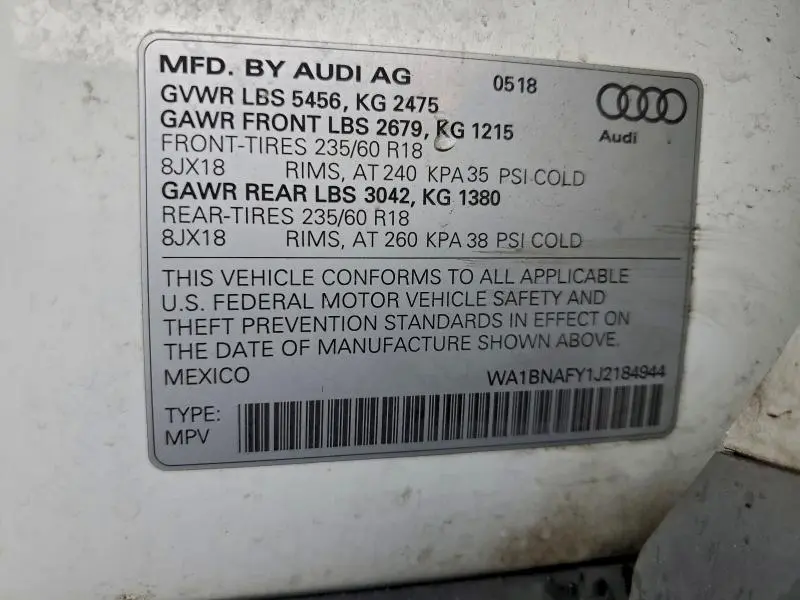 MFD. BY AUDI AG 0518
GVWR LBS 5456, KG 2475
GAWR FRONT LBS 2679, KG 1215
FRONT-TIRES 235/60 R18
8JX18 RIMS, AT 240 KPA 35 PSI COLD
GAWR REAR LBS 3042, KG 1380
REAR-TIRES 235/60 R18
8JX18 RIMS, AT 260 KPA 38 PSI COLD
Audi
THIS VEHICLE CONFORMS TO ALL APPLICABLE
U.S. FEDERAL MOTOR VEHICLE SAFETY AND
THEFT PREVENTION STANDARDS IN EFFECT ON
THE DATE OF MANUFACTURE SHOWN ABOVE.
MEXICO WA1BNAFY1J2184944
TYPE:
MPV